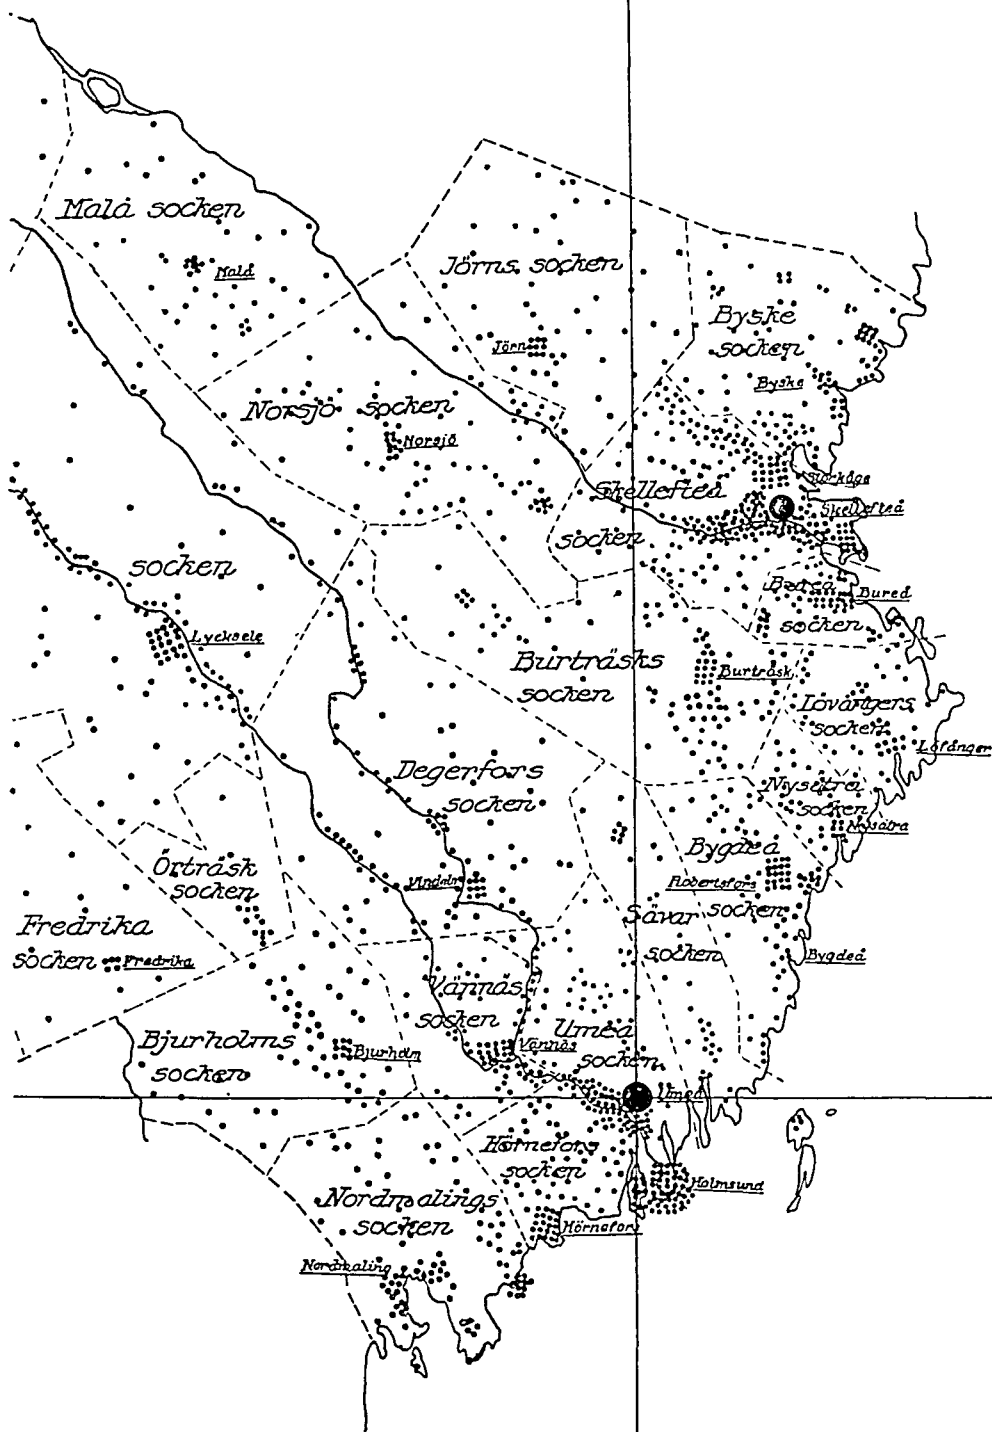 Malå socken
Malå
Jörns socken
Jörn
Byske
socken
Byske
Norsjö socken
Norsjö
Skellefteå
socken
Storkåge
Skellefteå
socken
Lycksele
Bureå
socken
Bureå
Burträsks
socken
Burträsk
Lövångers
socken
Löfånger
Degerfors
socken
Nysätra
socken
Nysätra
Bygdeå
socken
Robertsfors
Bygdeå
Örträsk
socken
Vindeln
Fredrika
socken
Fredrika
Sävar
socken
Vännäs
socken
Vännäs
Umeå
socken
Umeå
Bjurholms
socken
Bjurholm
Hörnefors
socken
Holmsund
Hörnefors
Nordmalings
socken
Nordmaling